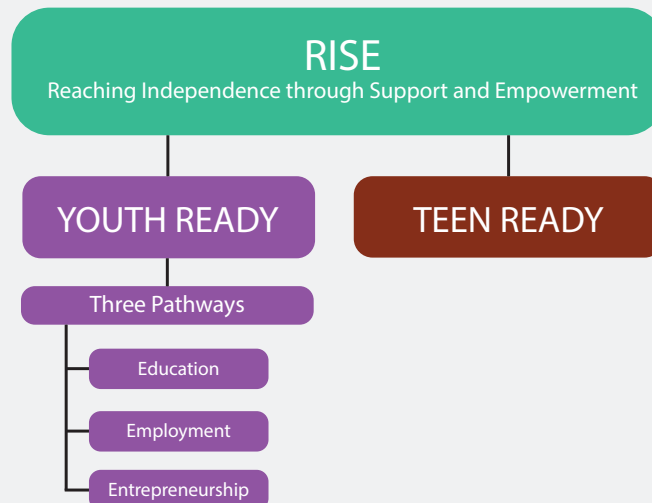 RISE
Reaching Independence through Support and Empowerment
YOUTH READY
TEEN READY
Three Pathways
Education
Employment
Entrepreneurship